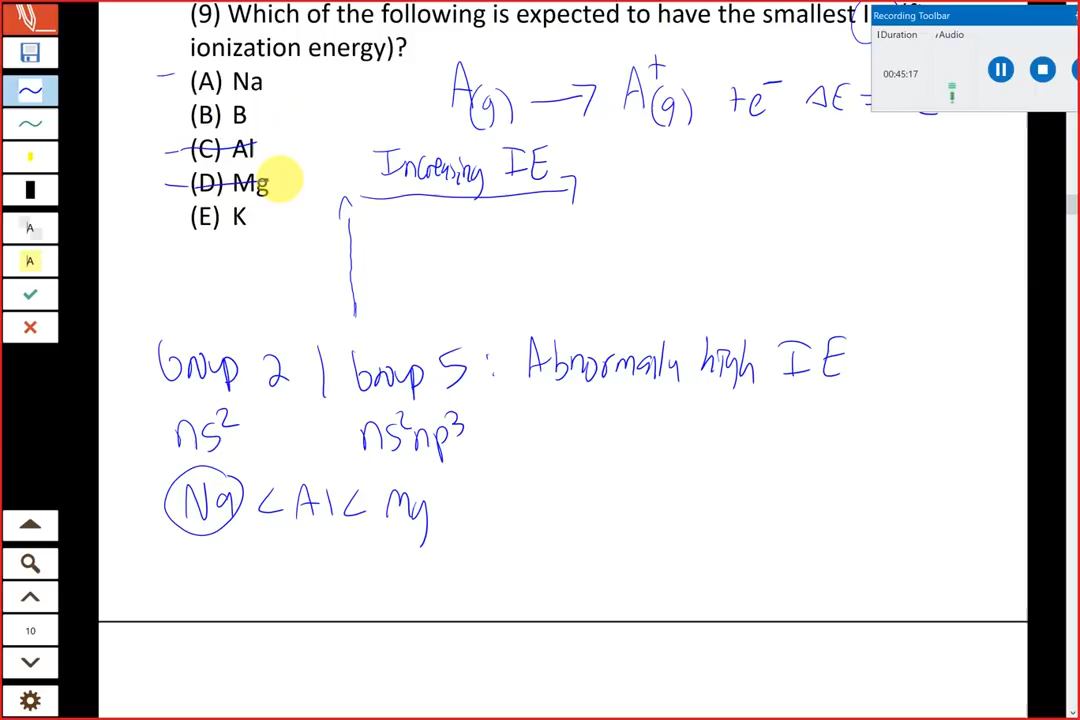 (9) Which of the following is expected to have the smallest
ionization energy)?
(A) Na
(B) B
(C) Al
(D) Mg
(E) K
A(g) → A⁺(g) + e⁻ ΔE =
Increasing IE
Group 2 | Group 5 : Abnormally high IE
ns² ns²np³
Na < Al < Mg
Recording Toolbar
Duration Audio
00:45:17
A
A
10